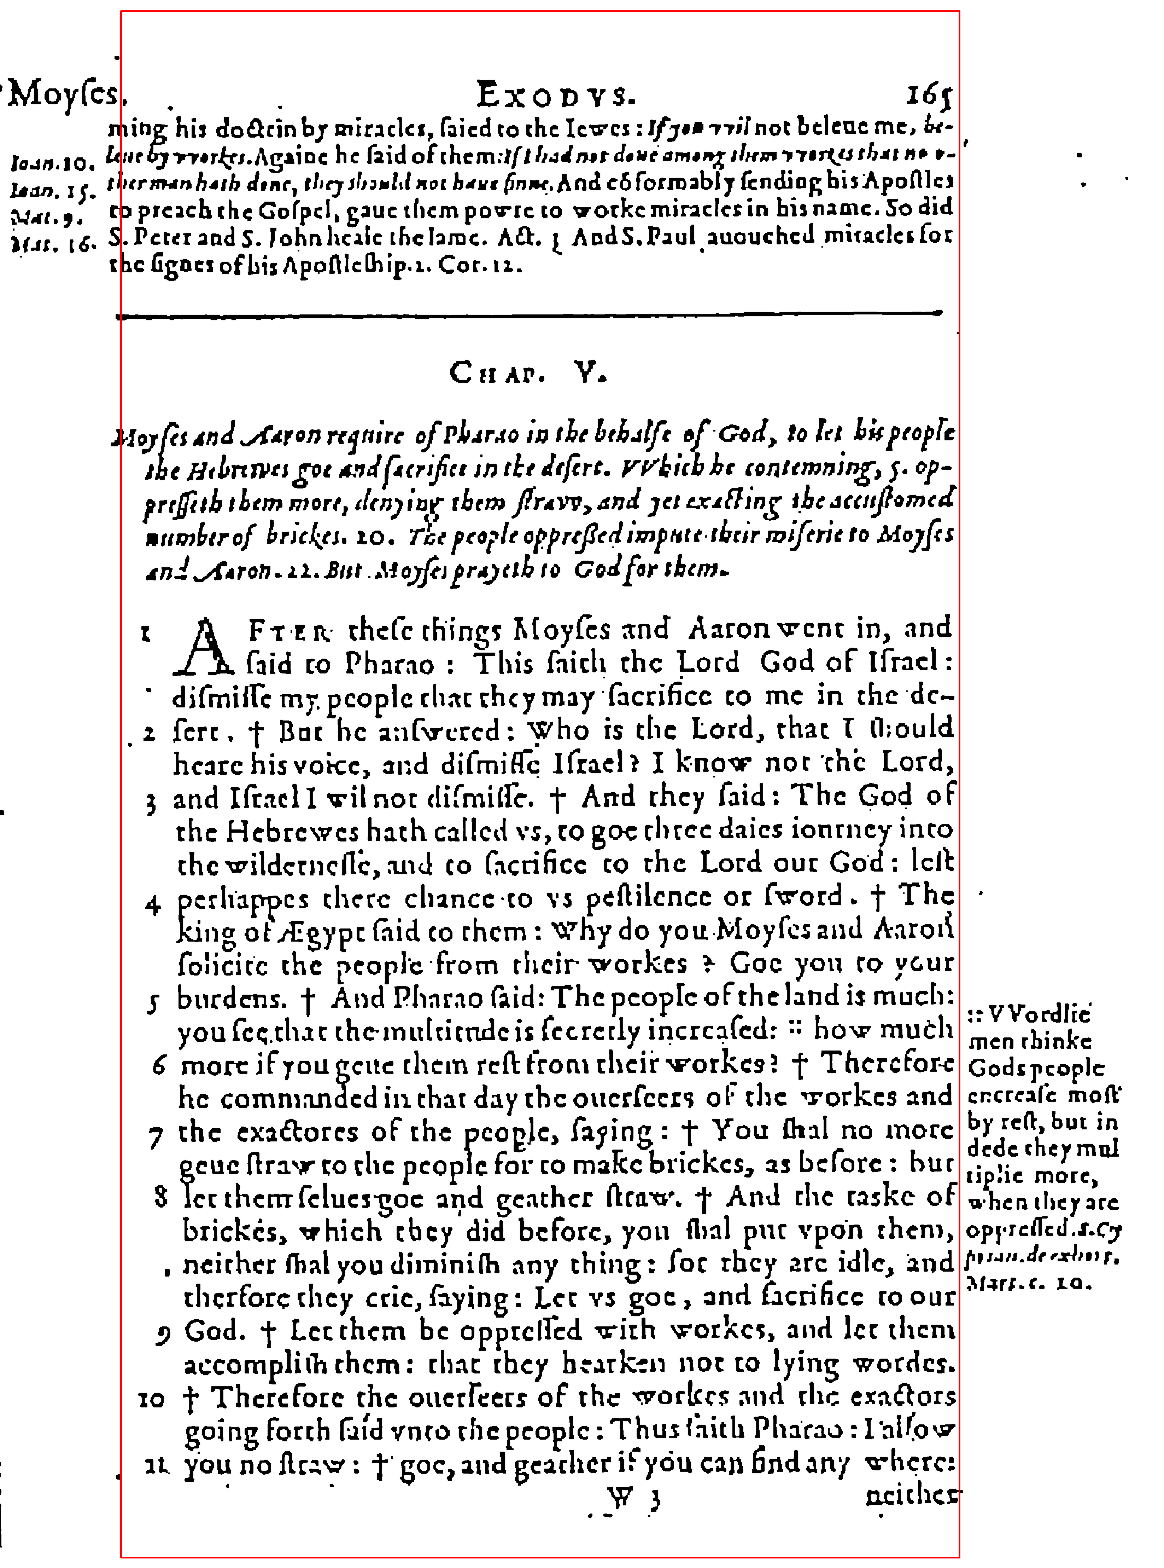 Moyſes. EXODVS. 165
ming his doctrin by miracles, ſaied to the Iewes: If you vvil not beleue me, be-
leue by vvorkes. Againe he ſaid of them: If I had not done among them vvorkes that no o-
Ioan. 10.
ther man hath done, they should not haue ſinne. And cōformably ſending his Apoſtles
Ioan. 15.
to preach the Goſpel, gaue them powre to worke miracles in his name. So did
Mat. 9.
S. Peter and S. John heale the lame. Act. 3 And S. Paul auouched miracles for
Mat. 16.
the ſignes of his Apoſtleſhip. 2. Cor. 12.
CHAP. V.
Moyſes and Aaron require of Pharao in the behalfe of God, to let his people
the Hebrewes goe and ſacrifice in the deſert. VVhich he contemning, 5. op-
preſſeth them more, denying them ſtravv, and yet exacting the accuſtomed
number of brickes. 20. The people oppreſſed impute their miſerie to Moyſes
and Aaron. 22. But Moyſes prayeth to God for them.
1 AFTER theſe things Moyſes and Aaron went in, and
ſaid to Pharao: This ſaith the Lord God of Iſrael:
diſmiſſe my people that they may ſacrifice to me in the de-
2 ſert. † But he anſwered: Who is the Lord, that I ſhould
heare his voice, and diſmiſſe Iſrael? I know not the Lord,
3 and Iſrael I wil not diſmiſſe. † And they ſaid: The God of
the Hebrewes hath called vs, to goe three daies iourney into
the wilderneſſe, and to ſacrifice to the Lord our God: leſt
4 perhappes there chance to vs peſtilence or ſword. † The
king of Ægypt ſaid to them: Why do you Moyſes and Aaron
ſolicite the people from their workes? Goe you to your
5 burdens. † And Pharao ſaid: The people of the land is much:
you ſee that the multitude is ſecretly increaſed: :: how much
6 more if you geue them reſt from their workes? † Therefore
he commanded in that day the ouerſeers of the workes and
7 the exactores of the people, ſaying: † You ſhal no more
geue ſtraw to the people for to make brickes, as before: but
8 let them ſelues goe and geather ſtraw. † And the taske of
brickes, which they did before, you ſhal put vpon them,
neither ſhal you diminiſh any thing: for they are idle, and
therfore they crie, ſaying: Let vs goe, and ſacrifice to our
9 God. † Let them be oppreſſed with workes, and let them
accompliſh them: that they hearken not to lying wordes.
10 † Therefore the ouerſeers of the workes and the exactors
going forth ſaid vnto the people: Thus ſaith Pharao: I allow
11 you no ſtraw: † goe, and geather if you can find any where:
W 3 neither
:: VVordlie
men thinke
Gods people
encreaſe moſt
by reſt, but in
dede they mul
tiplie more,
when they are
oppreſſed. S. Cy
prian. de exhort.
Mart. c. 10.